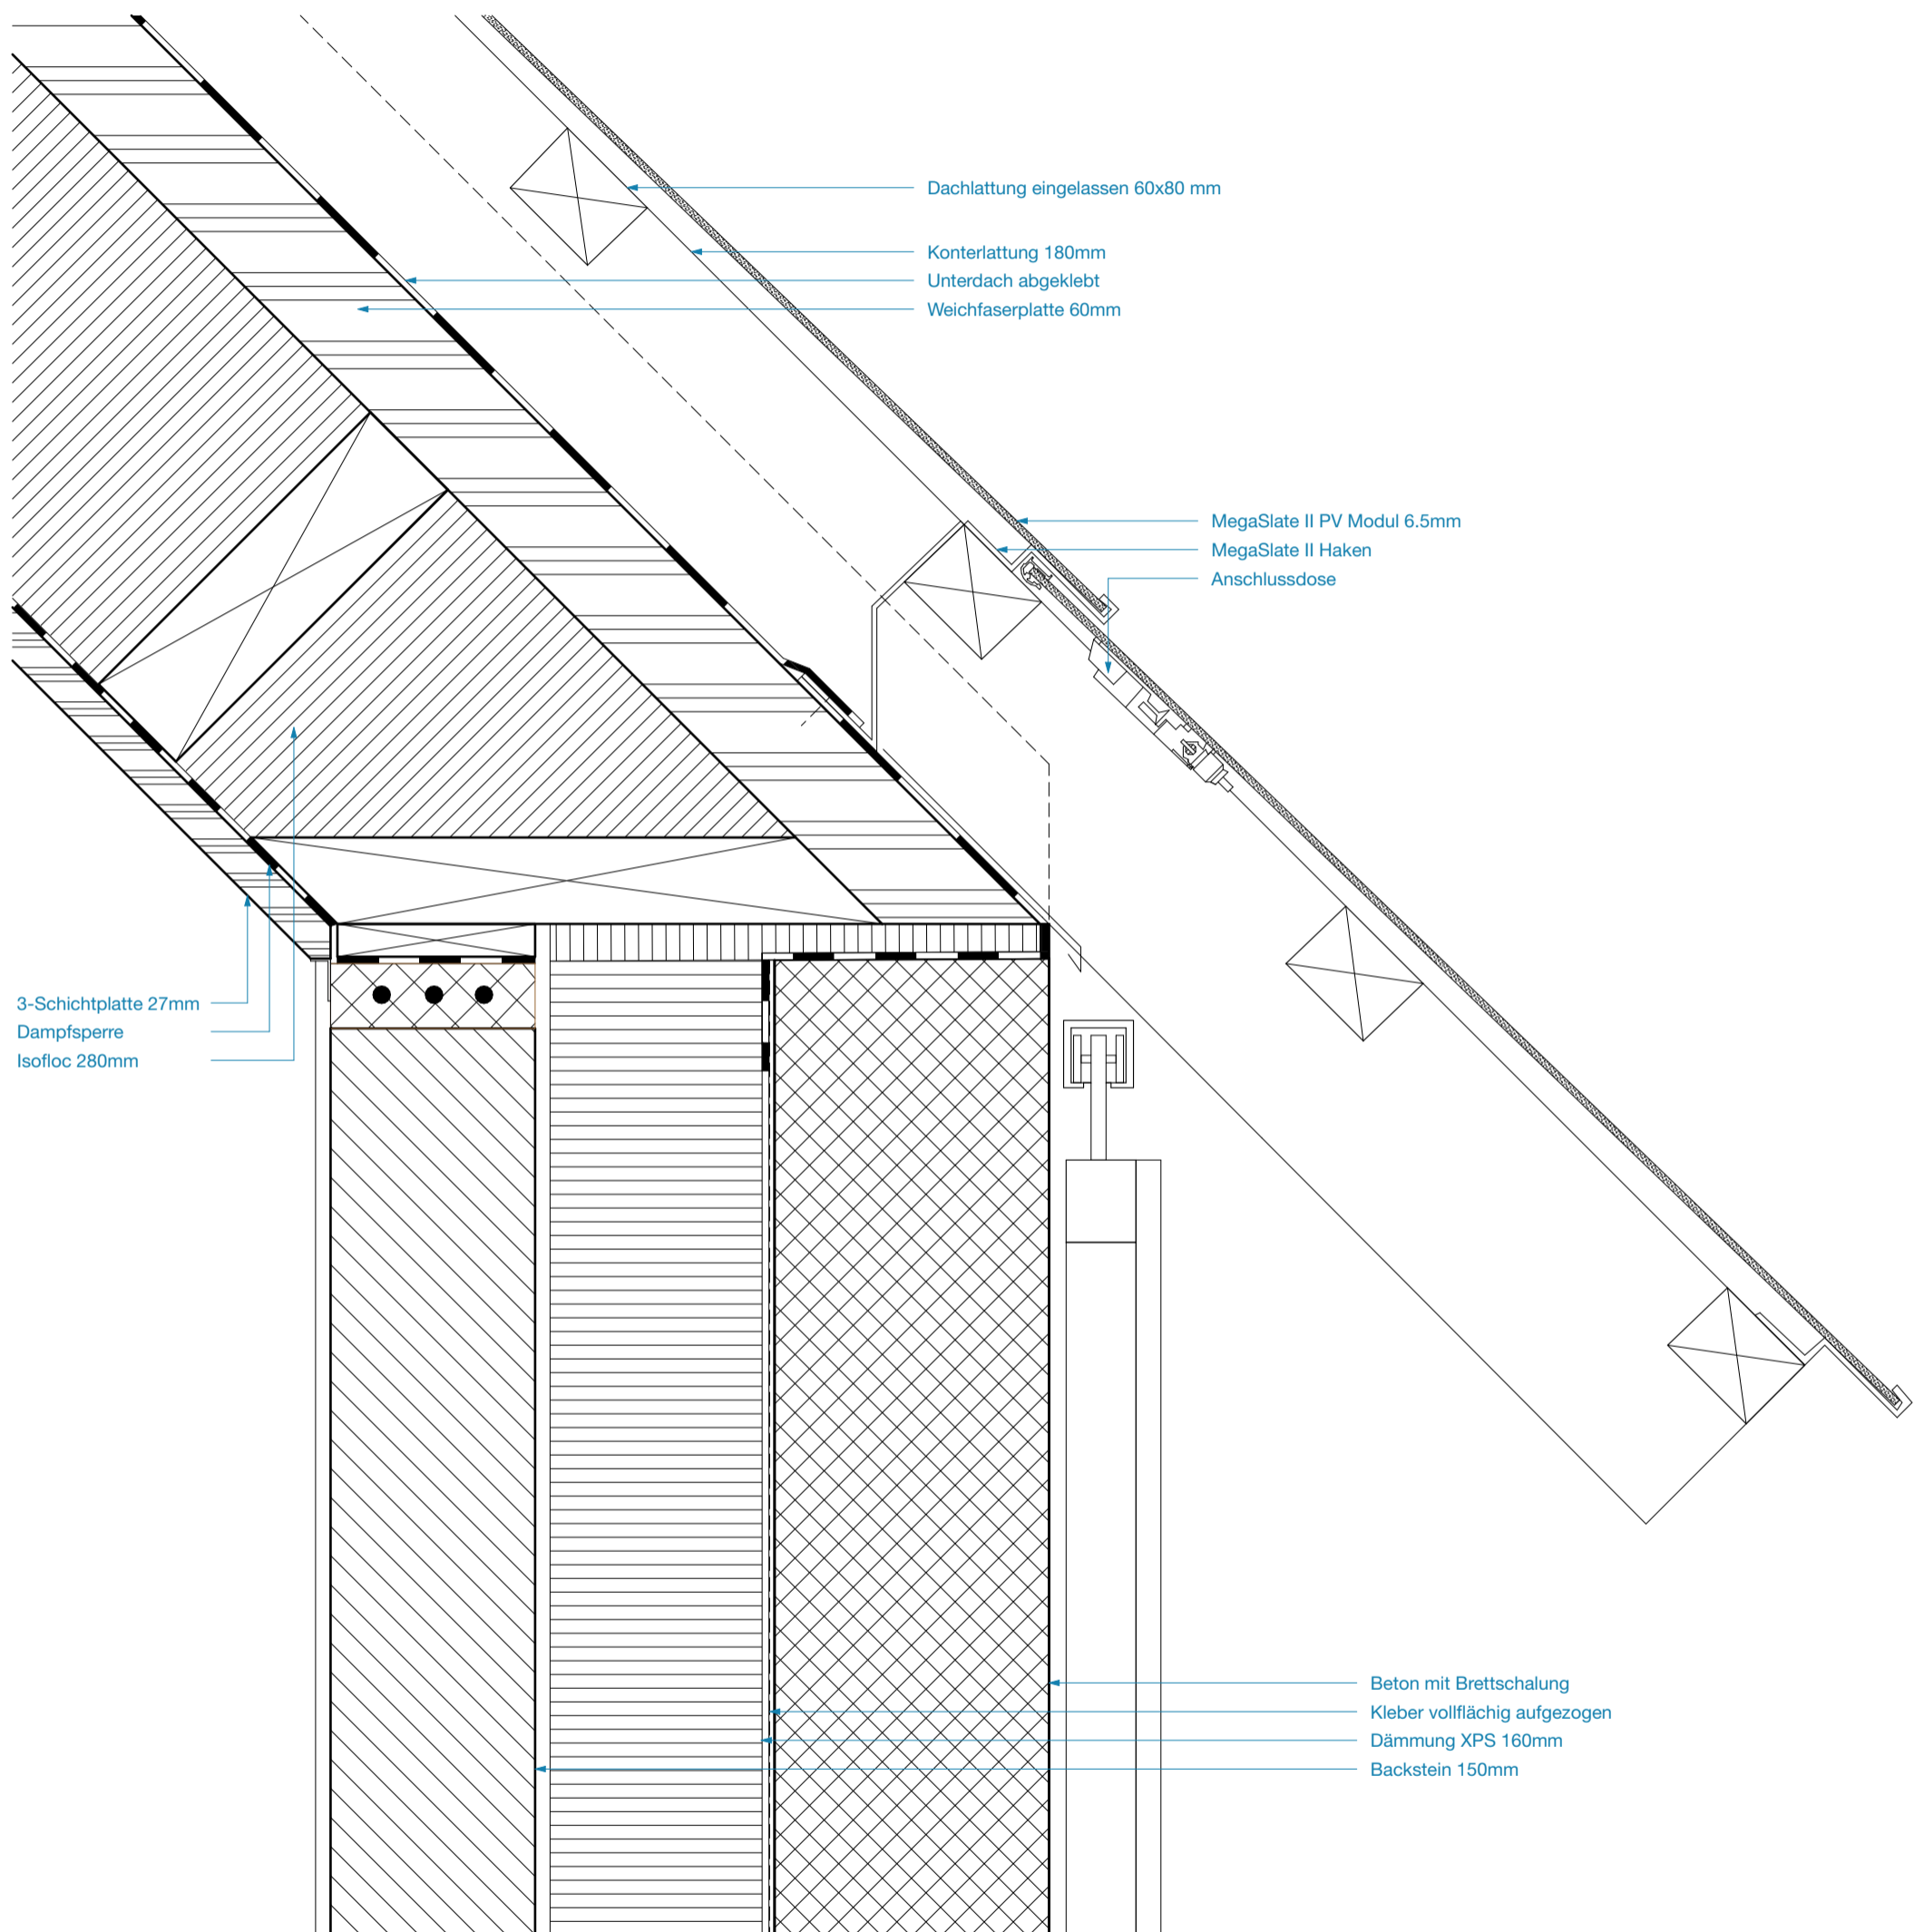 Dachlattung eingelassen 60x80 mm
Konterlattung 180mm
Unterdach abgeklebt
Weichfaserplatte 60mm
MegaSlate II PV Modul 6.5mm
MegaSlate II Haken
Anschlussdose
3-Schichtplatte 27mm
Dampfsperre
Isofloc 280mm
Beton mit Brettschalung
Kleber vollflächig aufgezogen
Dämmung XPS 160mm
Backstein 150mm